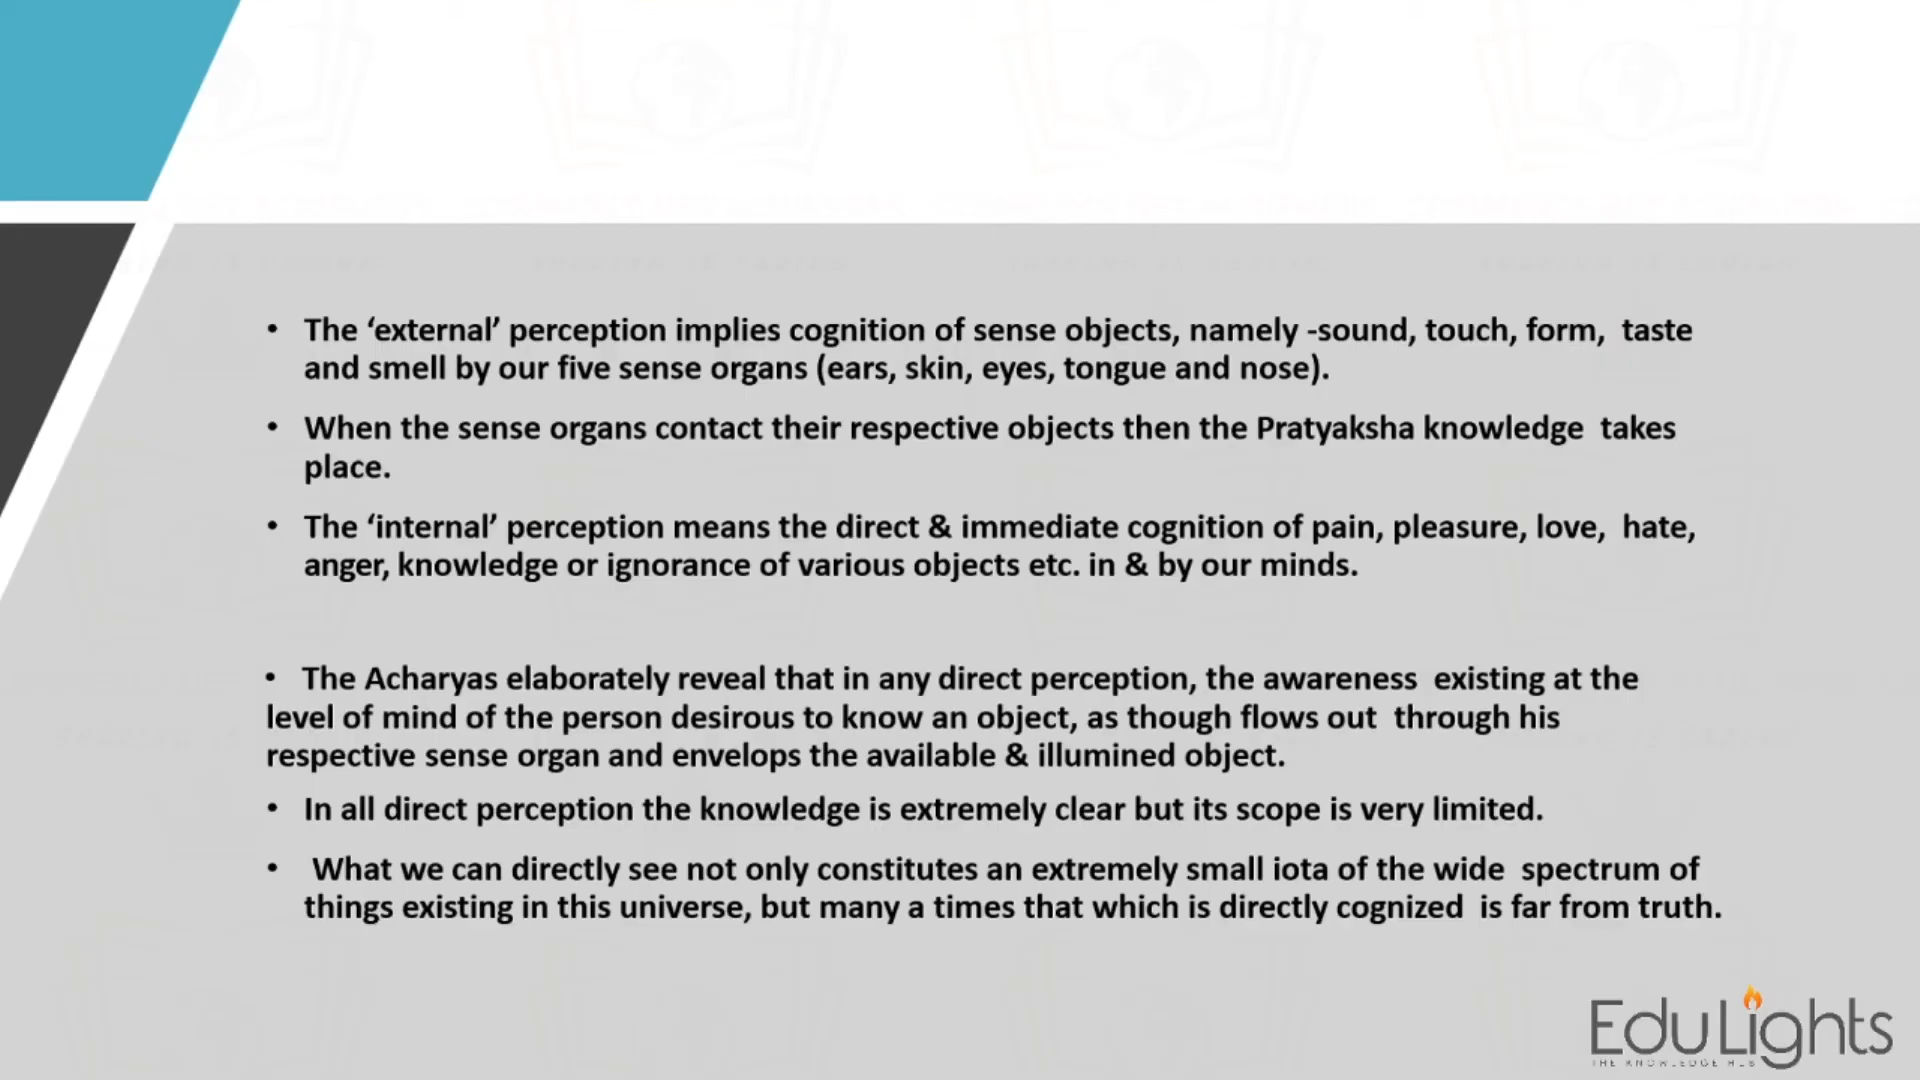 • The ‘external’ perception implies cognition of sense objects, namely -sound, touch, form, taste
and smell by our five sense organs (ears, skin, eyes, tongue and nose).
• When the sense organs contact their respective objects then the Pratyaksha knowledge takes
place.
• The ‘internal’ perception means the direct & immediate cognition of pain, pleasure, love, hate,
anger, knowledge or ignorance of various objects etc. in & by our minds.
• The Acharyas elaborately reveal that in any direct perception, the awareness existing at the
level of mind of the person desirous to know an object, as though flows out through his
respective sense organ and envelops the available & illumined object.
• In all direct perception the knowledge is extremely clear but its scope is very limited.
• What we can directly see not only constitutes an extremely small iota of the wide spectrum of
things existing in this universe, but many a times that which is directly cognized is far from truth.
EduLights
THE KNOWLEDGE HUB